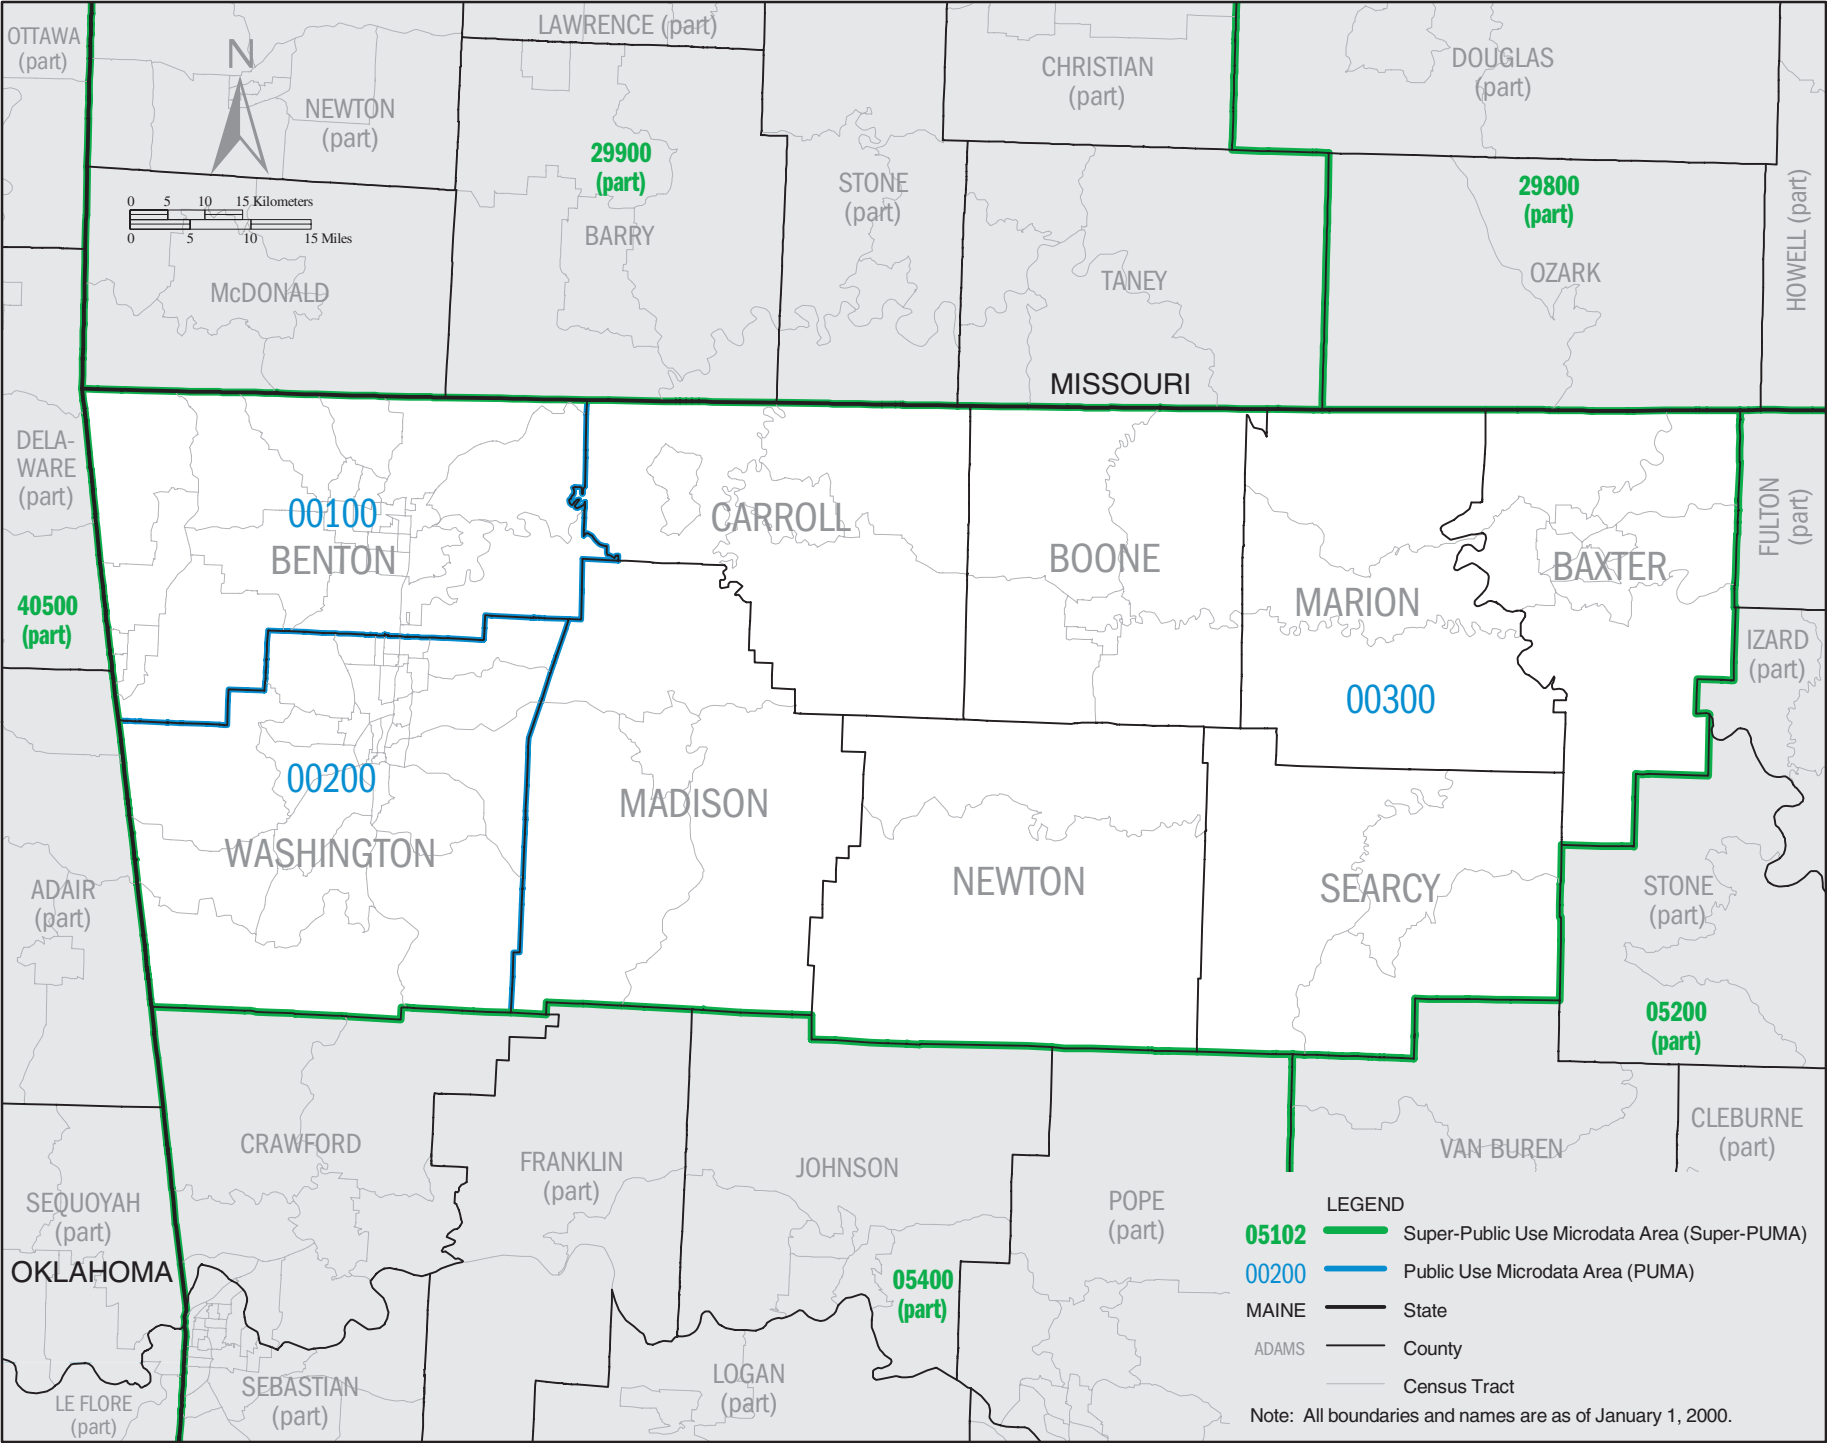 OTTAWA
(part)
N
NEWTON
(part)
LAWRENCE (part)
CHRISTIAN
(part)
DOUGLAS
(part)
29900
(part)
STONE
(part)
29800
(part)
HOWELL (part)
0 5 10 15 Kilometers
0 5 10 15 Miles
BARRY
McDONALD
TANEY
OZARK
MISSOURI
DELA-
WARE
(part)
00100
BENTON
CARROLL
BOONE
MARION
BAXTER
FULTON
(part)
40500
(part)
IZARD
(part)
00300
00200
WASHINGTON
MADISON
NEWTON
SEARCY
ADAIR
(part)
STONE
(part)
05200
(part)
CRAWFORD
FRANKLIN
(part)
JOHNSON
POPE
(part)
VAN BUREN
CLEBURNE
(part)
SEQUOYAH
(part)
OKLAHOMA
05400
(part)
LE FLORE
(part)
SEBASTIAN
(part)
LOGAN
(part)
LEGEND
05102 Super-Public Use Microdata Area (Super-PUMA)
00200 Public Use Microdata Area (PUMA)
MAINE State
ADAMS County
Census Tract
Note: All boundaries and names are as of January 1, 2000.